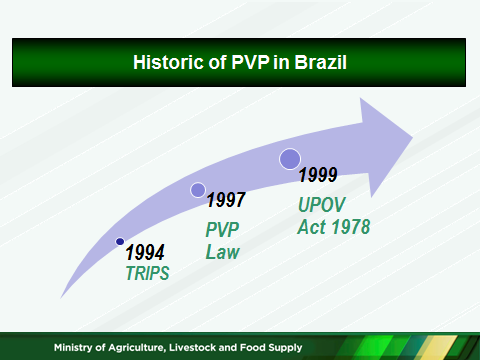 Historic of PVP in Brazil
1994
TRIPS
1997
PVP
Law
1999
UPOV
Act 1978
Ministry of Agriculture, Livestock and Food Supply